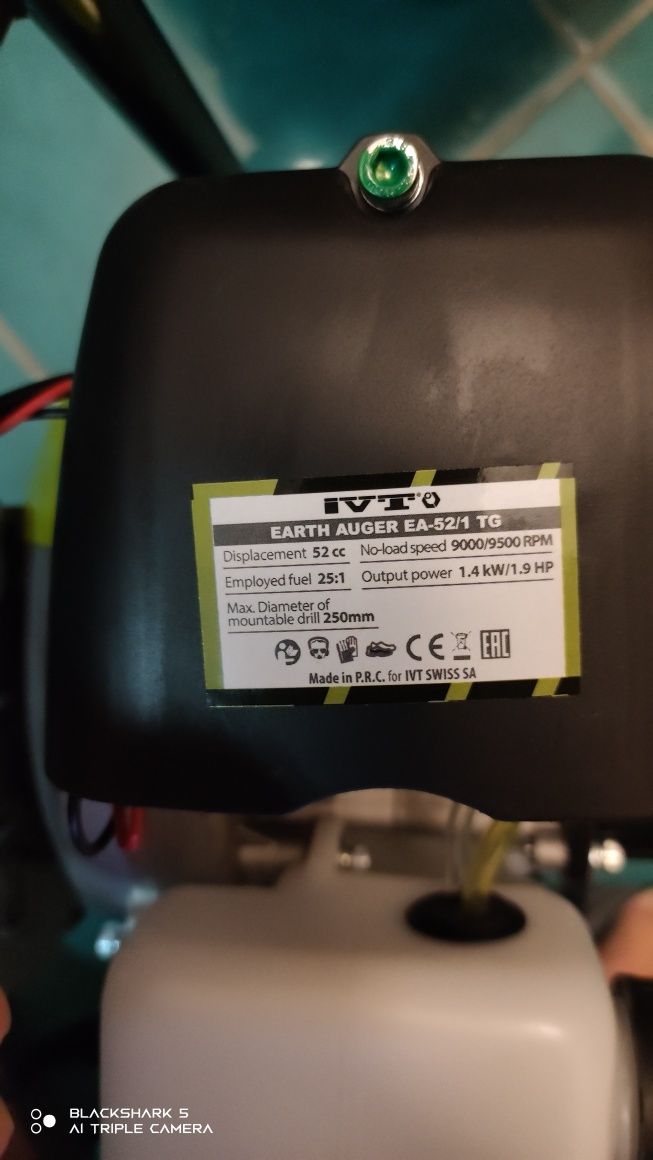 IVT®
EARTH AUGER EA-52/1 TG
Displacement 52 cc No-load speed 9000/9500 RPM
Employed fuel 25:1 Output power 1.4 kW/1.9 HP
Max. Diameter of
mountable drill 250mm
CE EAC
Made in P.R.C. for IVT SWISS SA
BLACKSHARK 5
AI TRIPLE CAMERA